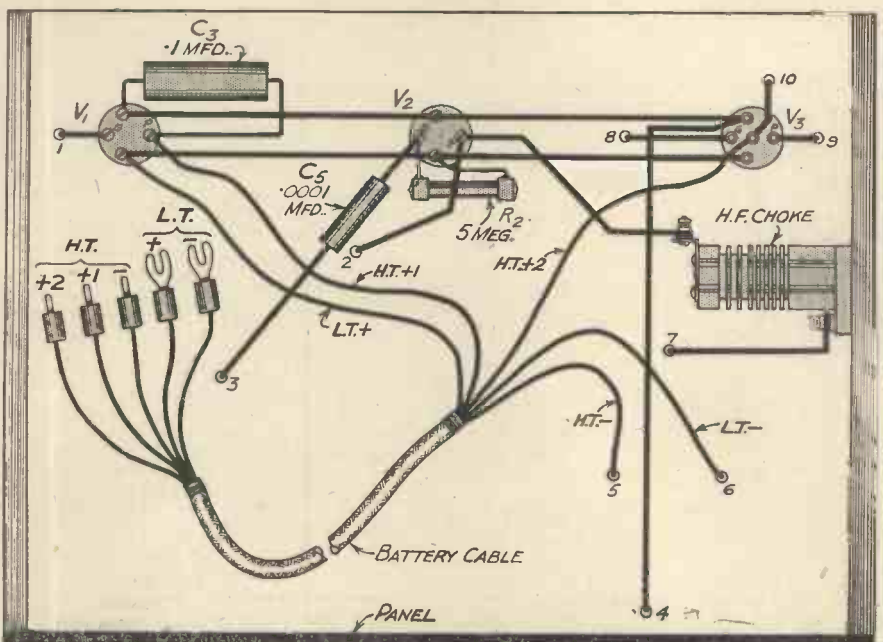 C3
.1 MFD.
10
V1
V2
V3
1
8
9
C5
.0001
MFD.
R2
5 MEG.
H.F. CHOKE
L.T.
+ -
H.T.
+2 +1 -
2
H.T.+1
H.T.+2
L.T.+
3
7
H.T.-
L.T.-
5
6
BATTERY CABLE
4
PANEL